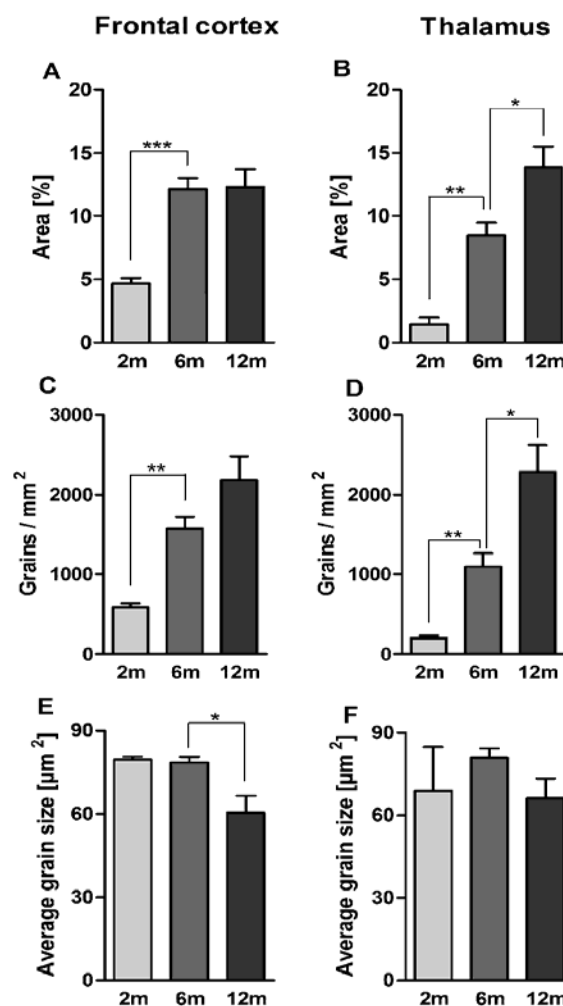 Frontal cortex Thalamus
A B
20 20
*** *
15 15
**
10 10
5 5
0 0
Area [%] Area [%]
2m 6m 12m 2m 6m 12m
C D
3000 3000
** *
2000 2000
**
1000 1000
0 0
Grains / mm² Grains / mm²
2m 6m 12m 2m 6m 12m
E F
90 * 90
60 60
30 30
0 0
Average grain size [µm²] Average grain size [µm²]
2m 6m 12m 2m 6m 12m